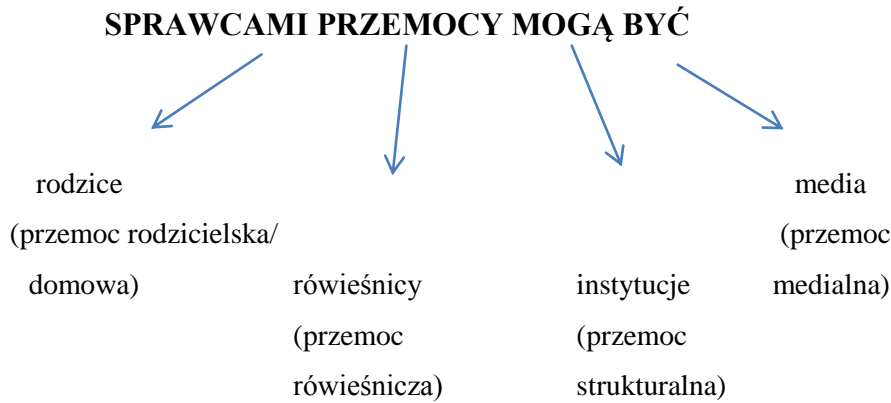 SPRAWCAMI PRZEMOCY MOGĄ BYĆ
rodzice
(przemoc rodzicielska/
domowa)
rówieśnicy
(przemoc
rówieśnicza)
instytucje
(przemoc
strukturalna)
media
(przemoc
medialna)